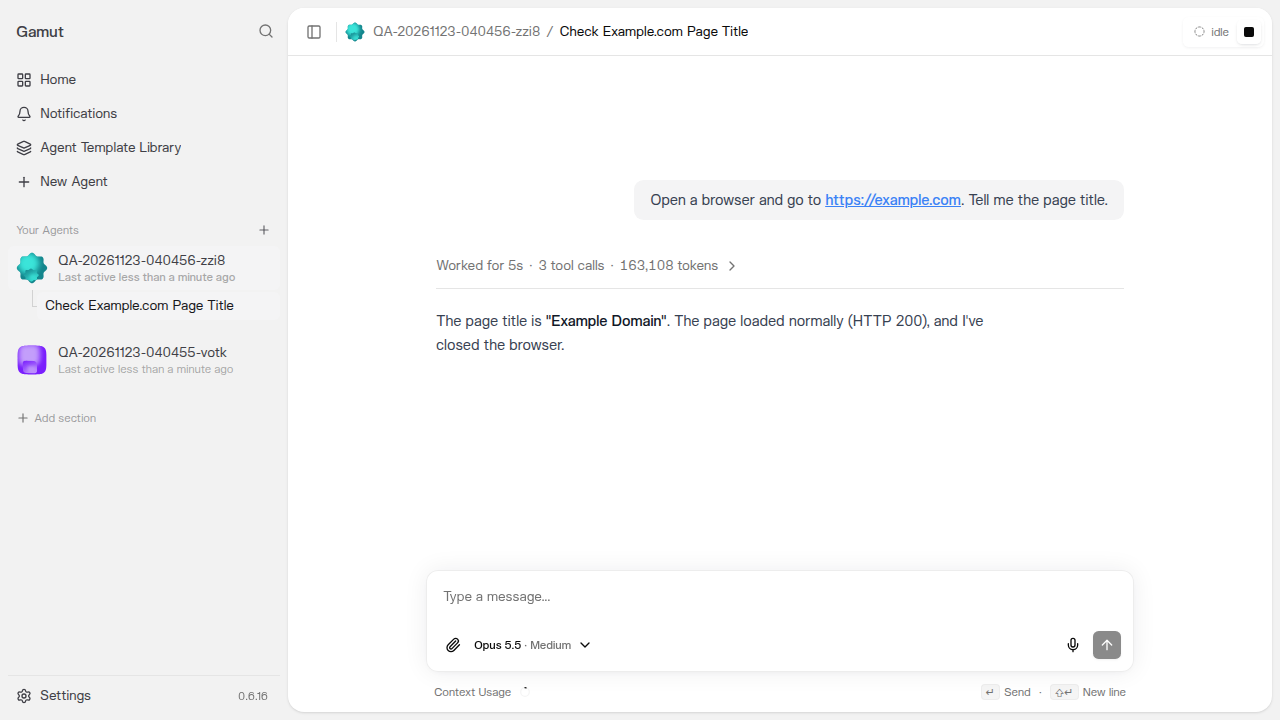 Gamut
Home
Notifications
Agent Template Library
New Agent
Your Agents
QA-20261123-040456-zzi8
Last active less than a minute ago
Check Example.com Page Title
QA-20261123-040455-votk
Last active less than a minute ago
Add section
Settings
0.6.16
QA-20261123-040456-zzi8 / Check Example.com Page Title
idle
Open a browser and go to https://example.com. Tell me the page title.
Worked for 5s · 3 tool calls · 163,108 tokens
The page title is "Example Domain". The page loaded normally (HTTP 200), and I've
closed the browser.
Type a message...
Opus 5.5 · Medium
Context Usage
↵ Send · ⇧↵ New line